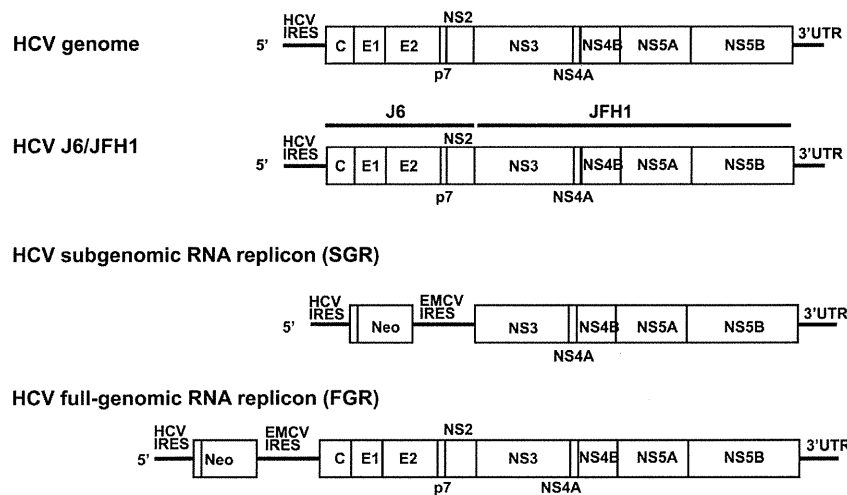 HCV genome
HCV
IRES
5’
C E1 E2 NS3 NS4B NS5A NS5B
NS2
p7
NS4A
3’UTR
HCV J6/JFH1
J6
JFH1
HCV
IRES
5’
C E1 E2 NS3 NS4B NS5A NS5B
NS2
p7
NS4A
3’UTR
HCV subgenomic RNA replicon (SGR)
HCV
IRES
5’
Neo
EMCV
IRES
NS3 NS4B NS5A NS5B
NS4A
3’UTR
HCV full-genomic RNA replicon (FGR)
HCV
IRES
5’
Neo
EMCV
IRES
C E1 E2 NS3 NS4B NS5A NS5B
NS2
p7
NS4A
3’UTR